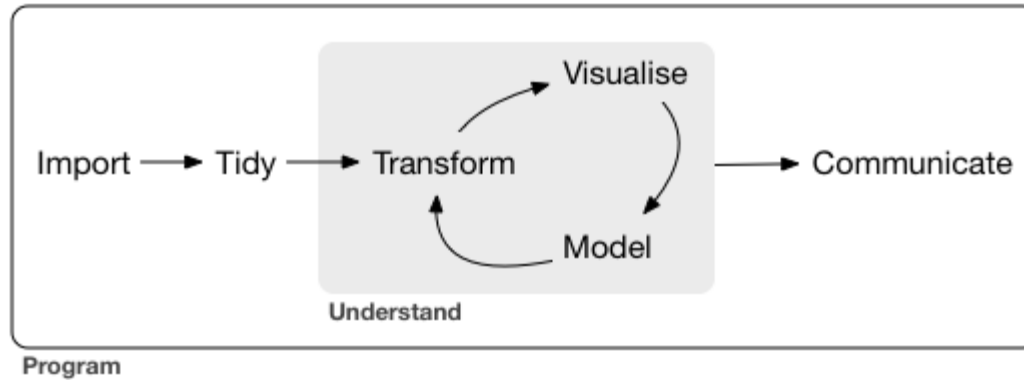 Visualise
Import
Tidy
Transform
Communicate
Model
Understand
Program